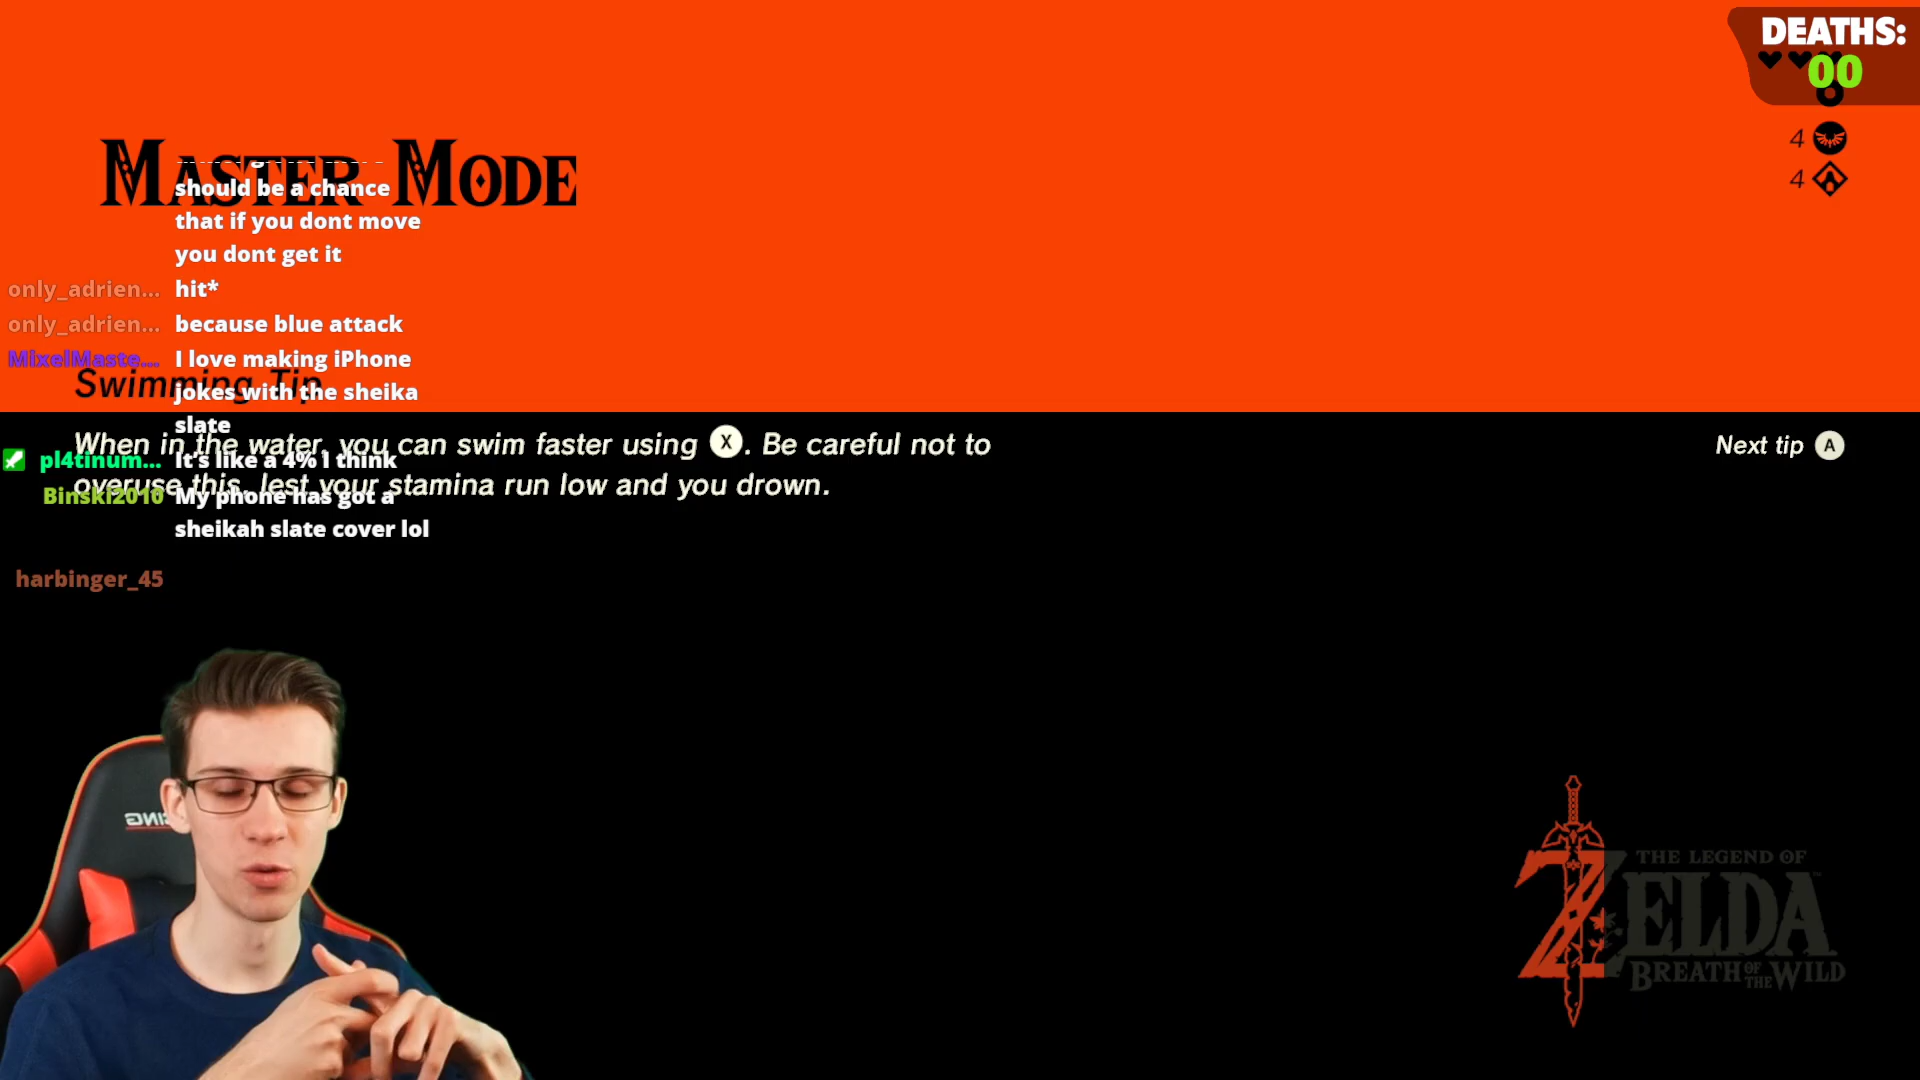 DEATHS:
00
4
4
MASTER MODE
should be a chance
that if you dont move
you dont get it
only_adrien... hit*
only_adrien... because blue attack
MixelMaste... I love making iPhone
jokes with the sheika
slate
Swimming Tip
When in the water, you can swim faster using X. Be careful not to
overuse this, lest your stamina run low and you drown.
Next tip A
pl4tinum... It's like a 4% I think
Binski2010 My phone has got a
sheikah slate cover lol
harbinger_45
THE LEGEND OF
ZELDA
BREATH OF THE WILD